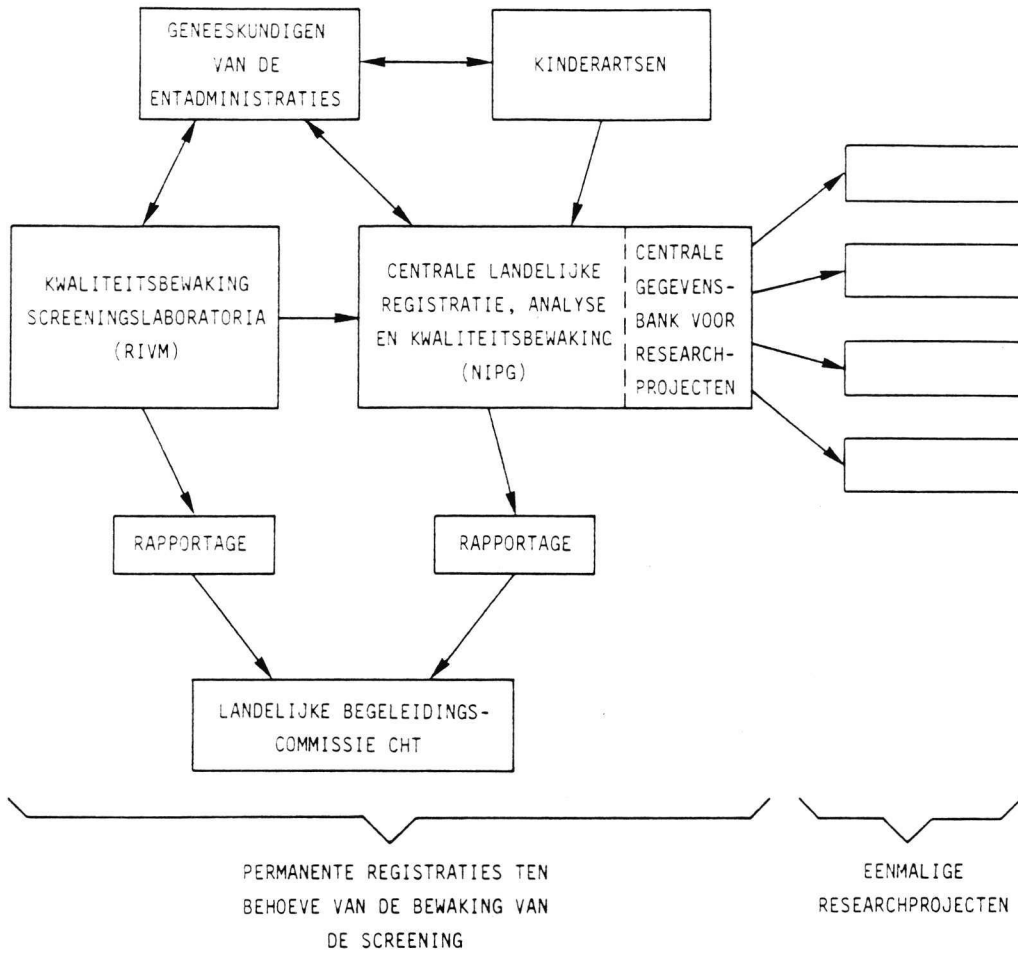 GENEESKUNDIGEN
VAN DE
ENTADMINISTRATIES
KINDERARTSEN
KWALITEITSBEWAKING
SCREENINGSLABORATORIA
(RIVM)
CENTRALE LANDELIJKE
REGISTRATIE, ANALYSE
EN KWALITEITSBEWAKINC
(NIPG)
CENTRALE
GEGEVENS-
BANK VOOR
RESEARCH-
PROJECTEN
RAPPORTAGE
RAPPORTAGE
LANDELIJKE BEGELEIDINGS-
COMMISSIE CHT
PERMANENTE REGISTRATIES TEN
BEHOEVE VAN DE BEWAKING VAN
DE SCREENING
EENMALIGE
RESEARCHPROJECTEN